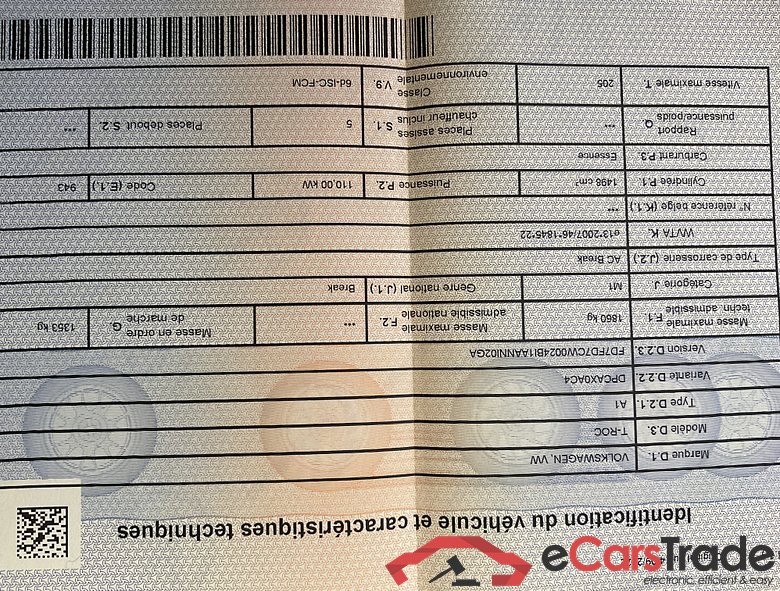 Identification du véhicule et caractéristiques techniques
Marque D.1. VOLKSWAGEN, VW
Modèle D.3. T-ROC
Type D.2.1. A1
Variante D.2.2. DPCAX0AC4
Version D.2.3. FD7FD7CW0024BI1AANNI02GA
Masse maximale techn. admissible F.1. 1860 kg Masse maximale admissible nationale F.2. *** Masse en ordre de marche G. 1353 kg
Catégorie J. M1 Genre national (J.1.) Break
Type de carrosserie (J.2.) AC Break
WVTA K. e13*2007/46*1845*22
N° référence belge (K.1.) ***
Cylindrée P.1. 1498 cm³ Puissance P.2. 110,00 kW Code (E.1.) 943
Carburant P.3. Essence
Rapport puissance/poids Q *** Places assises chauffeur inclus S.1. 5 Places debout S.2. ***
Vitesse maximale T. 205 Classe environnementale V.9. 6d-ISC-FCM
eCarsTrade
electronic, efficient & easy